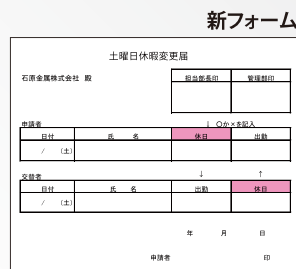 新フォーム
土曜日休暇変更届
石原金属株式会社 殿
担当部長印 管理部印
申請者 ↓ ○か×を記入
日付 氏 名 休日 出勤
/ (土)
交替者 ↓ ↑
日付 氏 名 出勤 休日
/ (土)
年 月 日
申請者 印